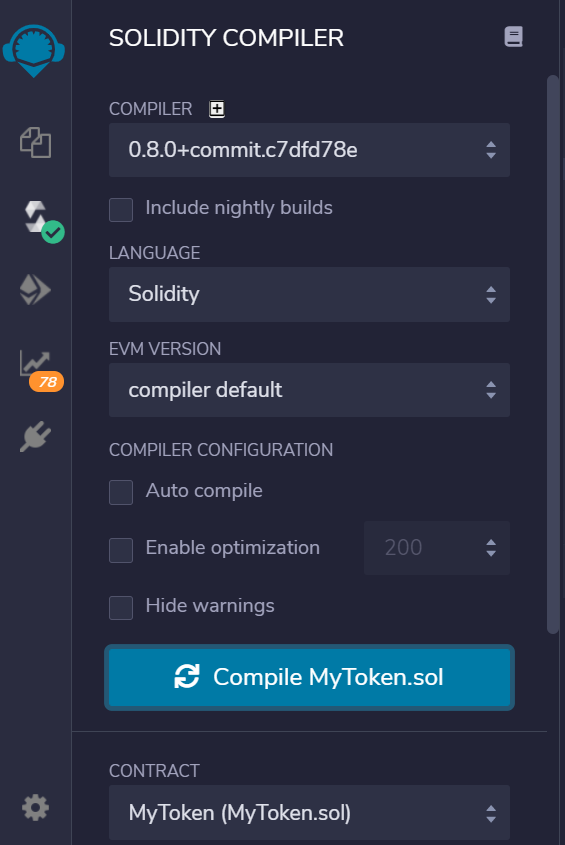 SOLIDITY COMPILER
COMPILER
0.8.0+commit.c7dfd78e
Include nightly builds
LANGUAGE
Solidity
EVM VERSION
compiler default
78
COMPILER CONFIGURATION
Auto compile
Enable optimization 200
Hide warnings
Compile MyToken.sol
CONTRACT
MyToken (MyToken.sol)